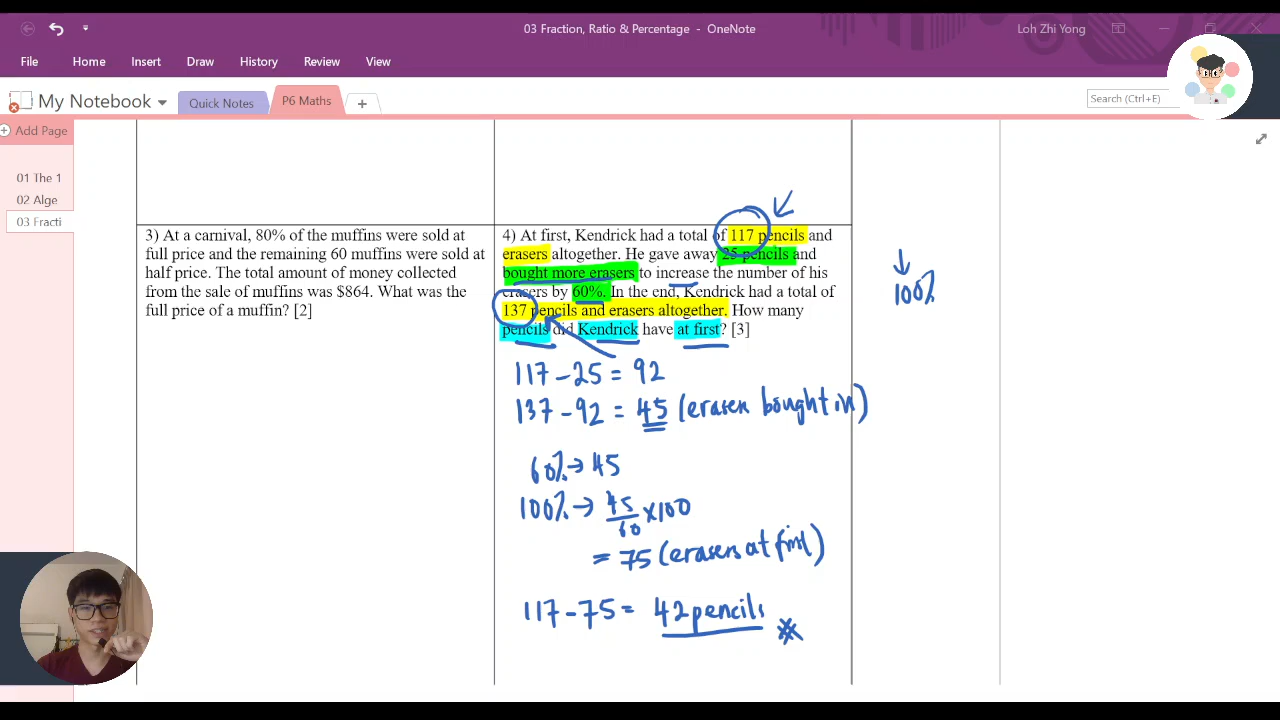 03 Fraction, Ratio & Percentage - OneNote
Loh Zhi Yong
File Home Insert Draw History Review View
My Notebook
Quick Notes
P6 Maths
+
Search (Ctrl+E)
Add Page
01 The 1
02 Alge
03 Fracti
3) At a carnival, 80% of the muffins were sold at
full price and the remaining 60 muffins were sold at
half price. The total amount of money collected
from the sale of muffins was $864. What was the
full price of a muffin? [2]
4) At first, Kendrick had a total of 117 pencils and
erasers altogether. He gave away 25 pencils and
bought more erasers to increase the number of his
erasers by 60%. In the end, Kendrick had a total of
137 pencils and erasers altogether. How many
pencils did Kendrick have at first? [3]
117 - 25 = 92
137 - 92 = 45 (erasers bought in)
60% → 45
100% → 45/60 × 100
= 75 (erasers at first)
117 - 75 = 42 pencils
100%